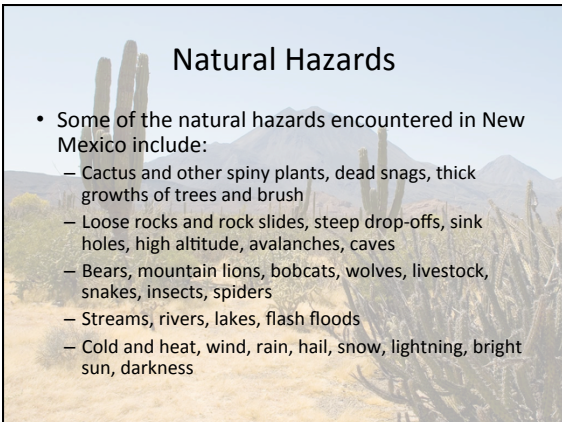 Natural Hazards
• Some of the natural hazards encountered in New
Mexico include:
– Cactus and other spiny plants, dead snags, thick
growths of trees and brush
– Loose rocks and rock slides, steep drop-offs, sink
holes, high altitude, avalanches, caves
– Bears, mountain lions, bobcats, wolves, livestock,
snakes, insects, spiders
– Streams, rivers, lakes, flash floods
– Cold and heat, wind, rain, hail, snow, lightning, bright
sun, darkness